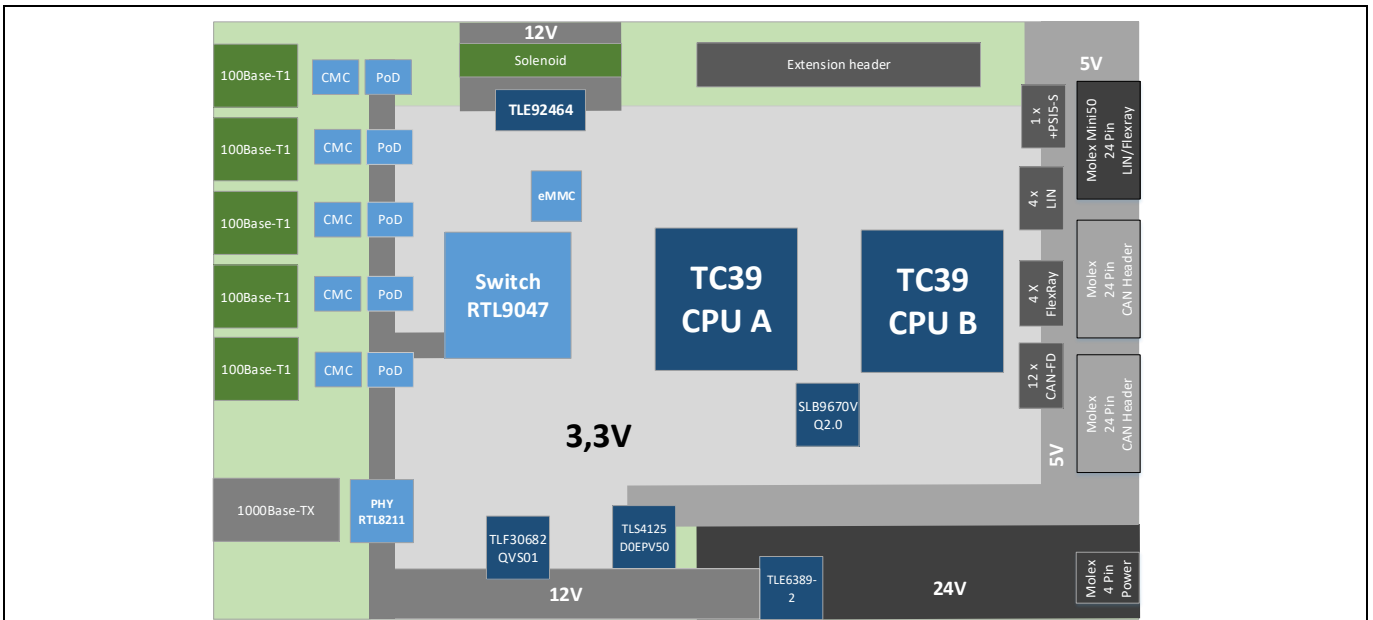 12V
Solenoid
Extension header
5V
100Base-T1
CMC
PoD
TLE92464
1 x
+PSI5-S
Molex Mini50
24 Pin
LIN/Flexray
100Base-T1
CMC
PoD
eMMC
4 x
LIN
100Base-T1
CMC
PoD
Switch
RTL9047
TC39
CPU A
TC39
CPU B
Molex
24 Pin
CAN Header
100Base-T1
CMC
PoD
4 X
FlexRay
100Base-T1
CMC
PoD
12 x
CAN-FD
SLB9670V
Q2.0
Molex
24 Pin
CAN Header
3,3V
5V
1000Base-TX
PHY
RTL8211
TLF30682
QVS01
TLS4125
D0EPV50
12V
TLE6389-
2
24V
Molex
4 Pin
Power